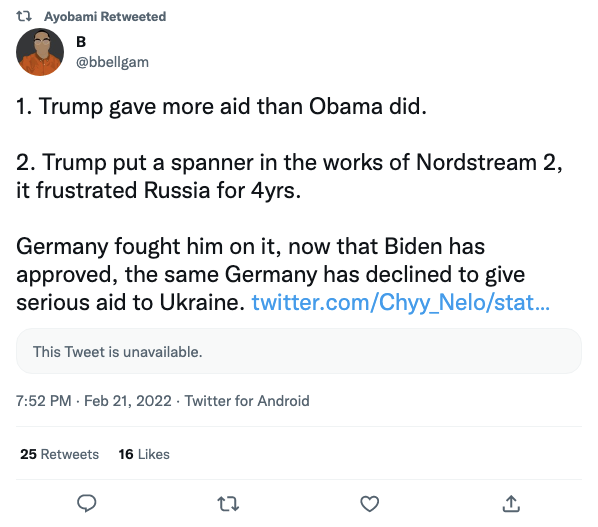 Ayobami Retweeted
B
@bbellgam
1. Trump gave more aid than Obama did.
2. Trump put a spanner in the works of Nordstream 2,
it frustrated Russia for 4yrs.
Germany fought him on it, now that Biden has
approved, the same Germany has declined to give
serious aid to Ukraine. twitter.com/Chyy_Nelo/stat...
This Tweet is unavailable.
7:52 PM · Feb 21, 2022 · Twitter for Android
25 Retweets 16 Likes